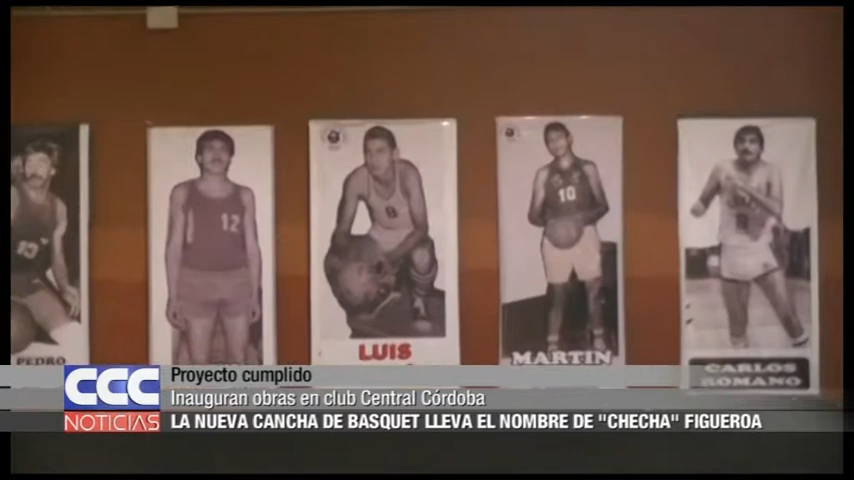 12
8
10
PEDRO
LUIS
MARTIN
CARLOS
ROMANO
CCC
NOTICIAS
Proyecto cumplido
Inauguran obras en club Central Córdoba
LA NUEVA CANCHA DE BASQUET LLEVA EL NOMBRE DE "CHECHA" FIGUEROA